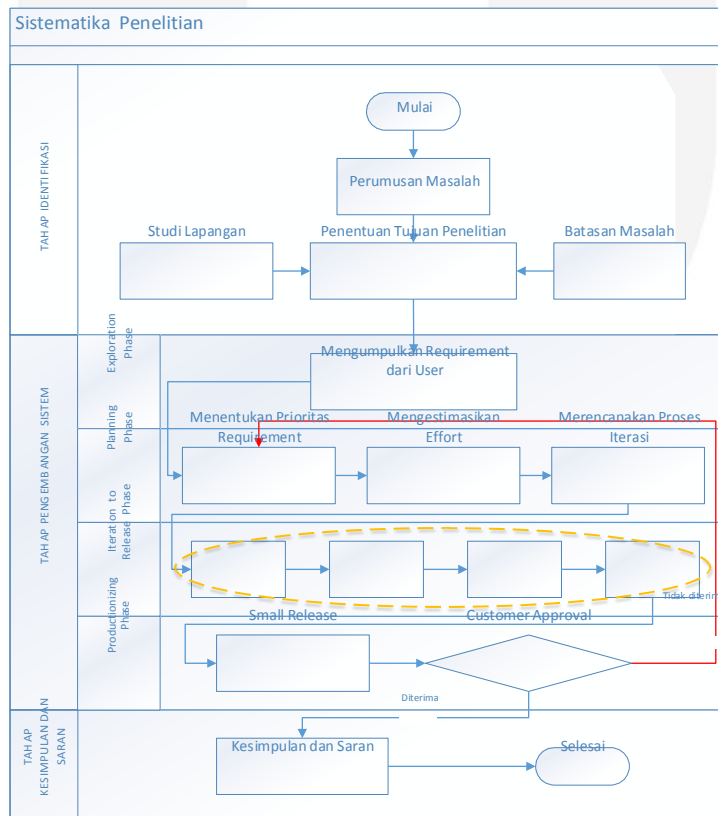 Sistematika Penelitian
TAHAP IDENTIFIKASI
Mulai
Perumusan Masalah
Studi Lapangan
Penentuan Tujuan Penelitian
Batasan Masalah
TAHAP PENGEMBANGAN SISTEM
Exploration
Phase
Mengumpulkan Requirement
dari User
Planning
Phase
Menentukan Prioritas
Requirement
Mengestimasikan
Effort
Merencanakan Proses
Iterasi
Iteration to
Release Phase
Tidak diterim
Productionizing
Phase
Small Release
Customer Approval
Diterima
TAHAP
KESIMPULAN DAN
SARAN
Kesimpulan dan Saran
Selesai